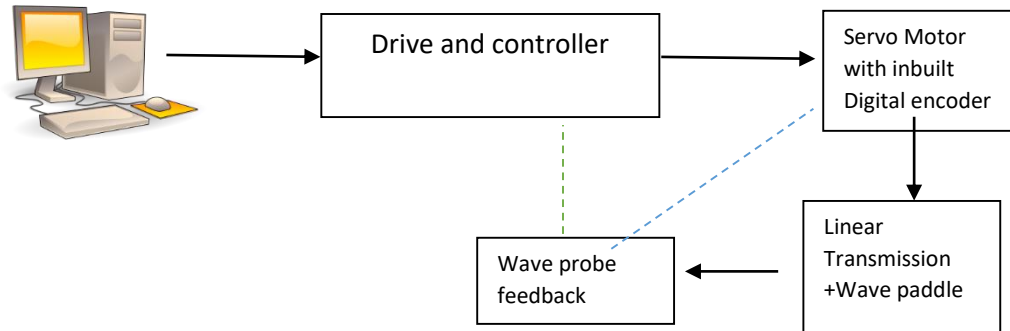 Drive and controller
Servo Motor
with inbuilt
Digital encoder
Linear
Transmission
+Wave paddle
Wave probe
feedback